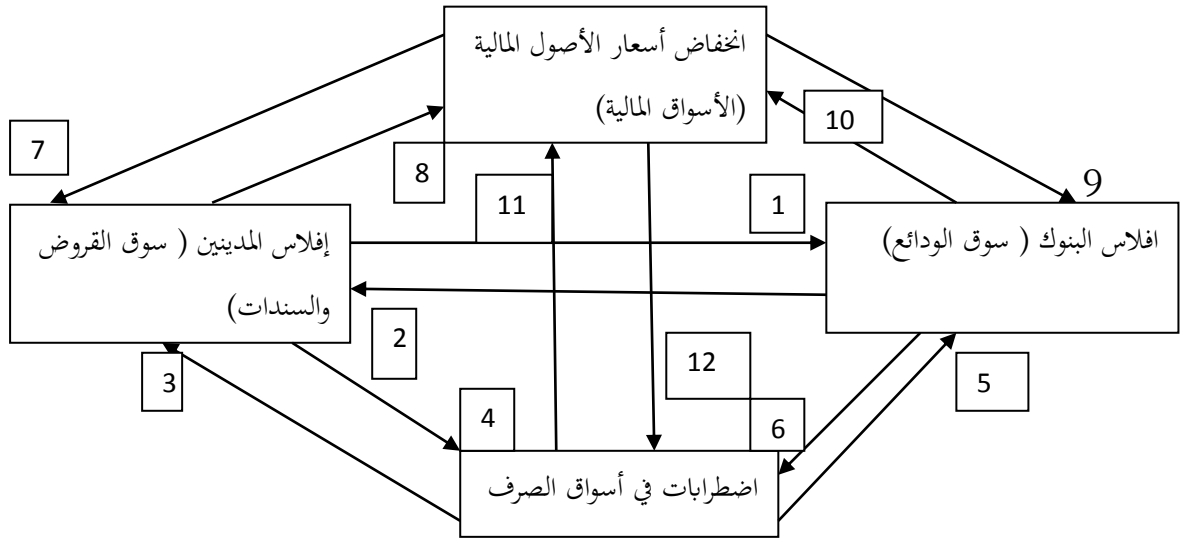 انخفاض أسعار الأصول المالية
(الأسواق المالية)
10
7
8
9
11
1
إفلاس المدينين ( سوق القروض
والسندات)
افلاس البنوك ( سوق الودائع)
2
3
12
5
4
6
اضطرابات في أسواق الصرف